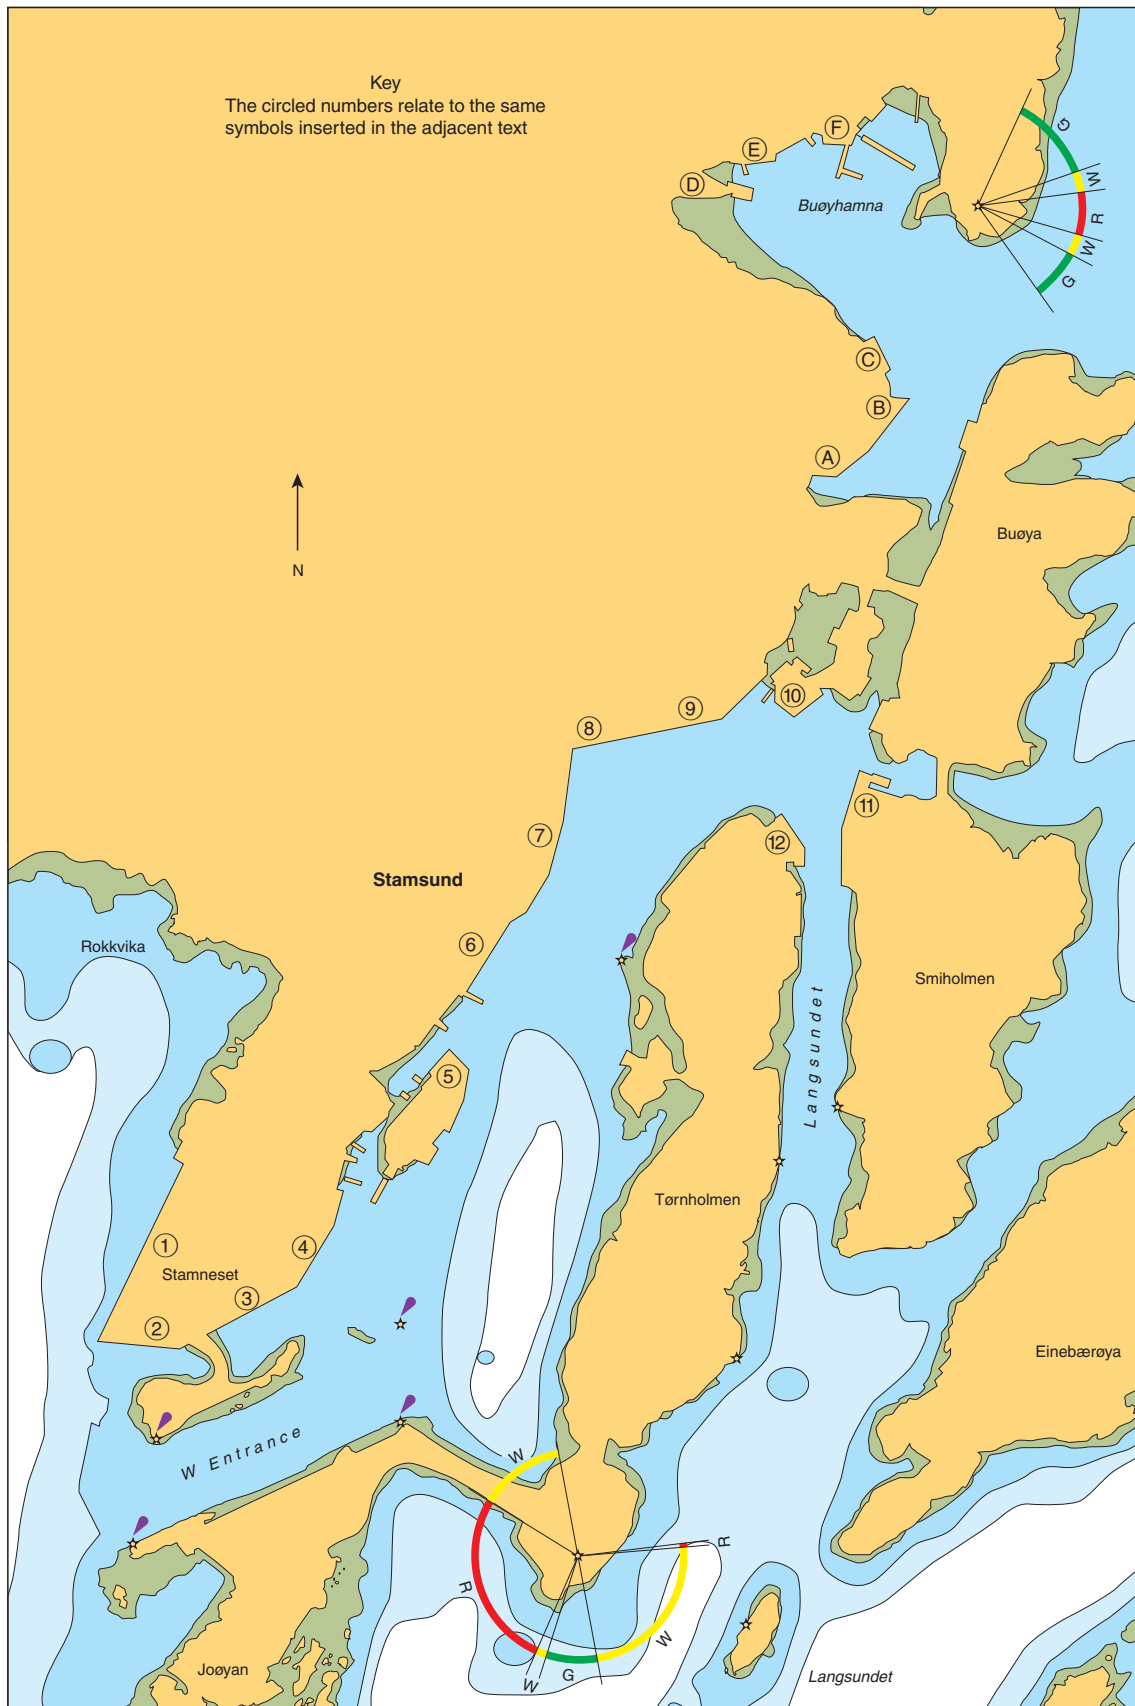 Key
The circled numbers relate to the same
symbols inserted in the adjacent text
F
E
D
Buøyhamna
G
W
R
W
G
C
B
A
N
Buøya
10
9
8
11
7
12
Stamsund
6
Rokkvika
Smiholmen
Langsundet
5
Tørnholmen
1
4
Stamneset
3
2
Einebærøya
W Entrance
W
R
R
W
G
W
Joøyan
Langsundet